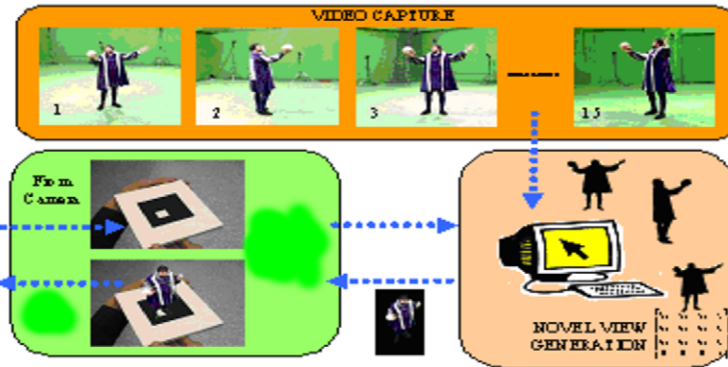 VIDEO CAPTURE
1
2
3
15
From
Camera
NOVEL VIEW
GENERATION